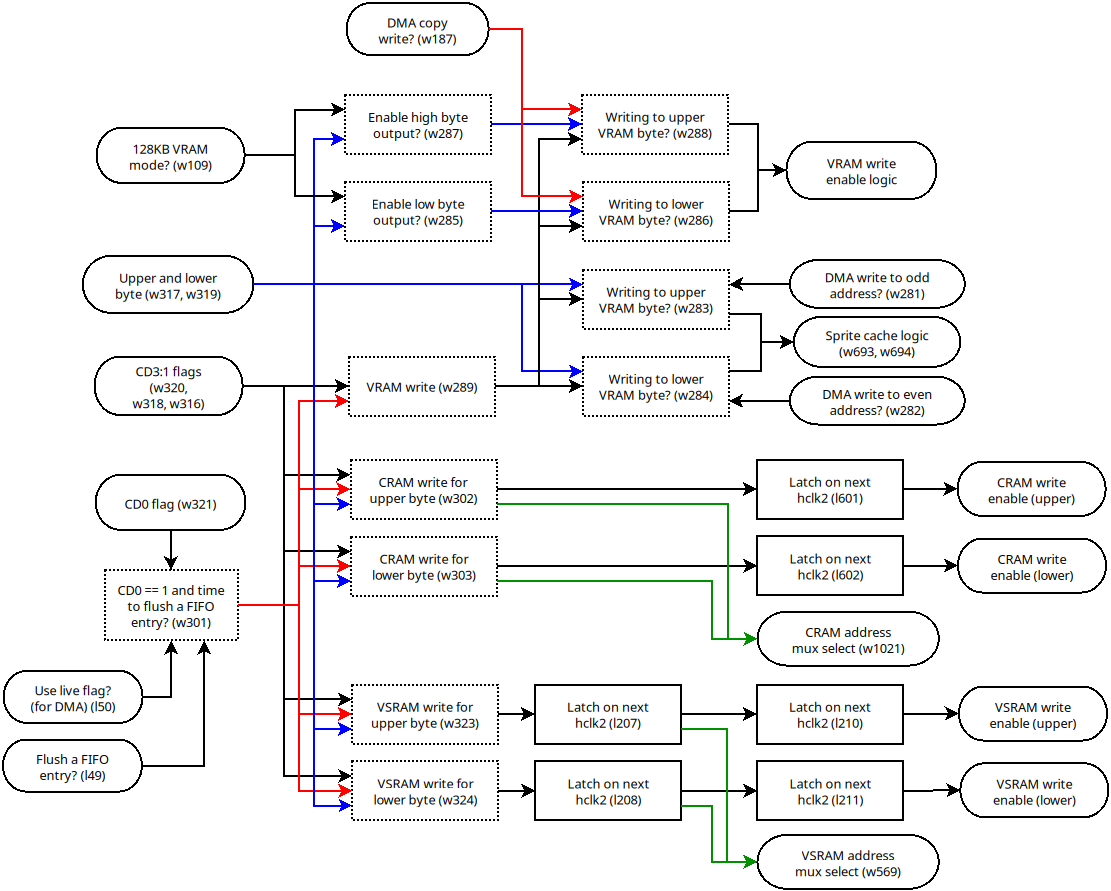 DMA copy
write? (w187)
Enable high byte
output? (w287)
Writing to upper
VRAM byte? (w288)
128KB VRAM
mode? (w109)
VRAM write
enable logic
Enable low byte
output? (w285)
Writing to lower
VRAM byte? (w286)
Upper and lower
byte (w317, w319)
Writing to upper
VRAM byte? (w283)
DMA write to odd
address? (w281)
Sprite cache logic
(w693, w694)
CD3:1 flags
(w320,
w318, w316)
VRAM write (w289)
Writing to lower
VRAM byte? (w284)
DMA write to even
address? (w282)
CD0 flag (w321)
CRAM write for
upper byte (w302)
Latch on next
hclk2 (l601)
CRAM write
enable (upper)
CRAM write for
lower byte (w303)
Latch on next
hclk2 (l602)
CRAM write
enable (lower)
CD0 == 1 and time
to flush a FIFO
entry? (w301)
CRAM address
mux select (w1021)
Use live flag?
(for DMA) (l50)
VSRAM write for
upper byte (w323)
Latch on next
hclk2 (l207)
Latch on next
hclk2 (l210)
VSRAM write
enable (upper)
Flush a FIFO
entry? (l49)
VSRAM write for
lower byte (w324)
Latch on next
hclk2 (l208)
Latch on next
hclk2 (l211)
VSRAM write
enable (lower)
VSRAM address
mux select (w569)